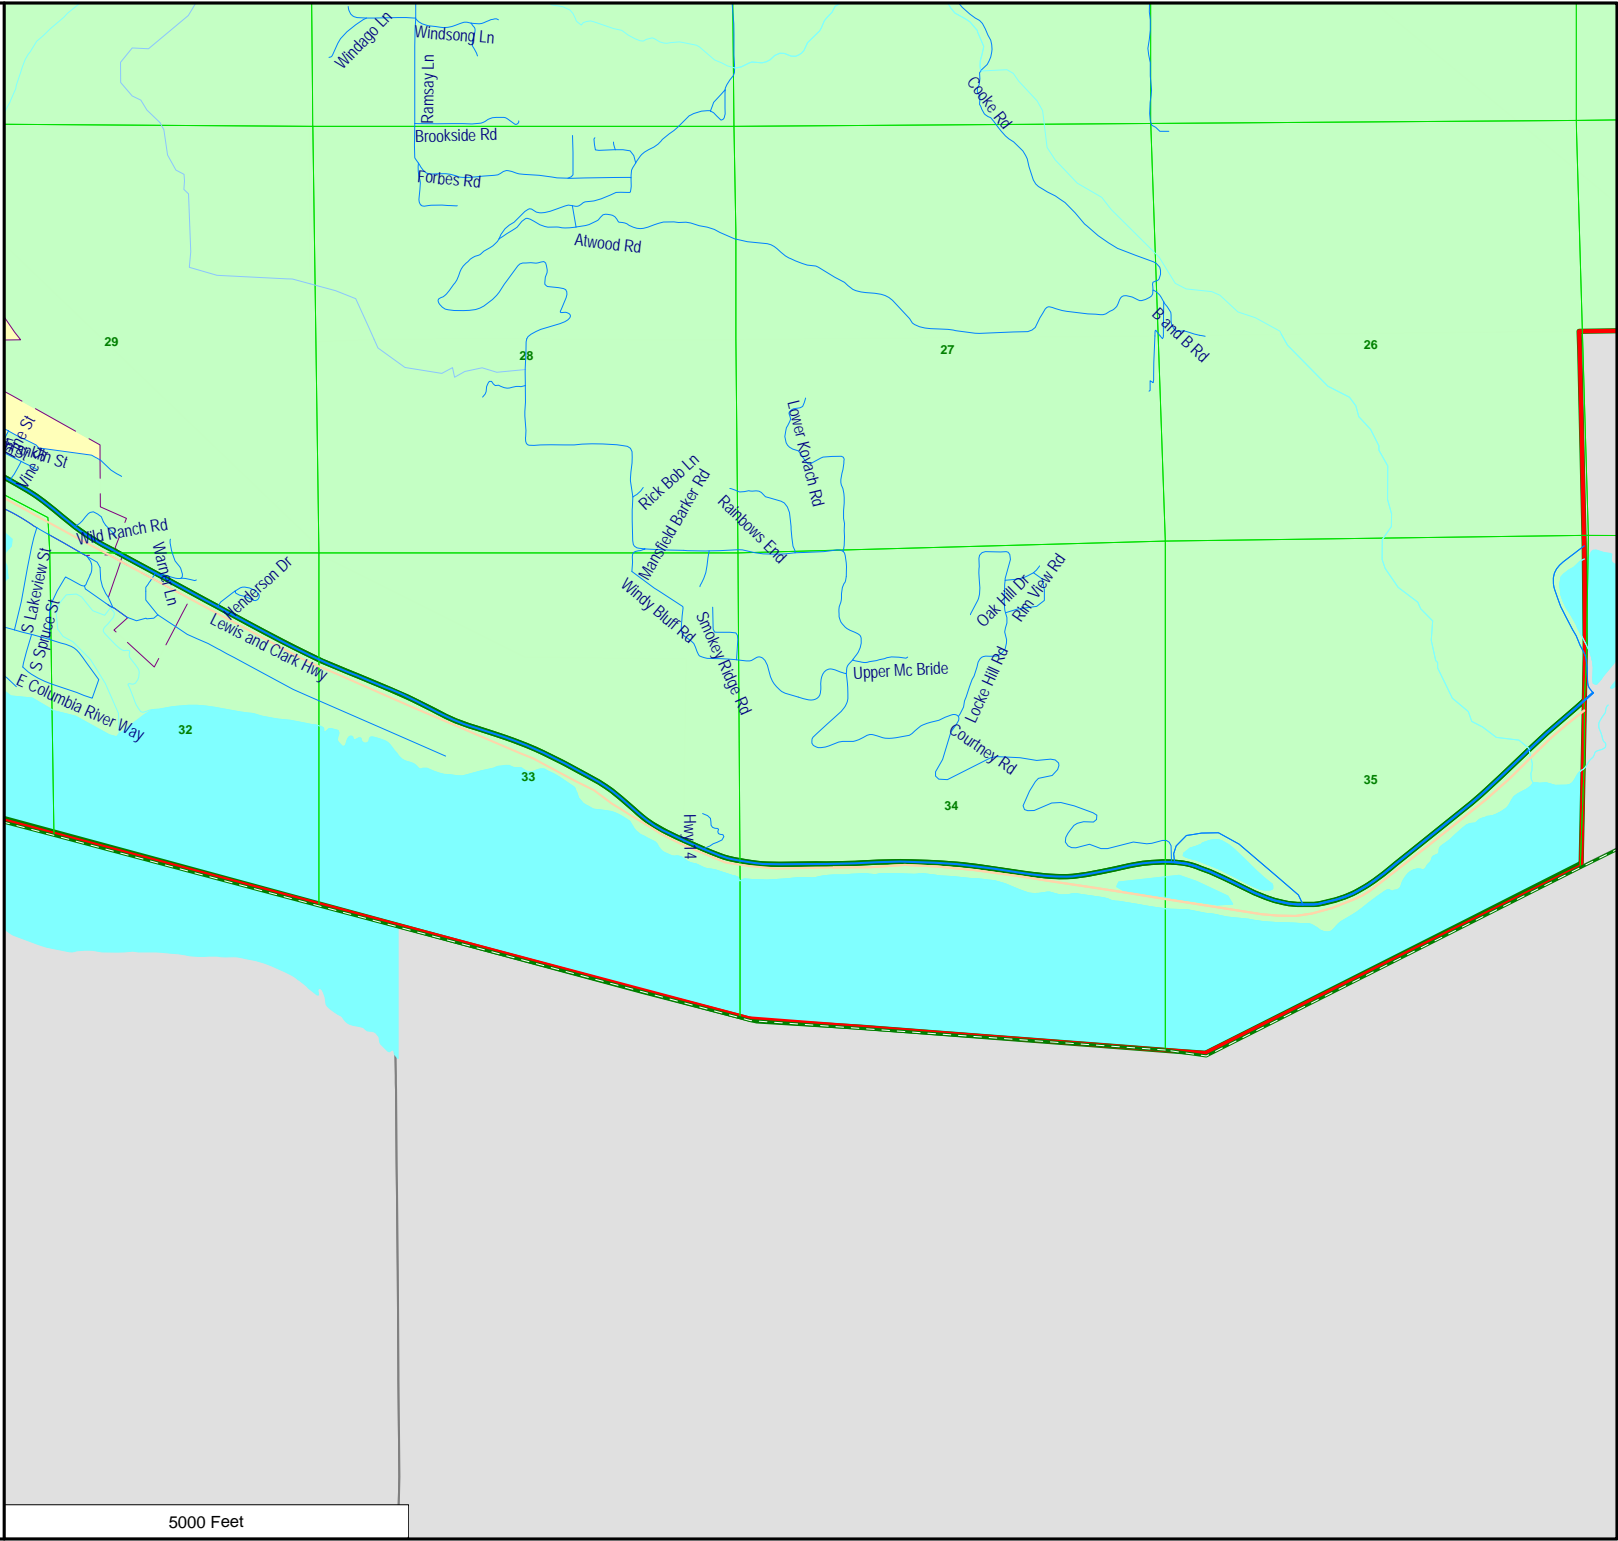 Windago Ln
Windsong Ln
Ramsay Ln
Cooke Rd
Brookside Rd
Forbes Rd
Atwood Rd
B and B Rd
29
28
27
26
Lower Kovach Rd
Franklin St
Vine
Rick Bob Ln
Mansfield Barker Rd
Rainbows End
Wild Ranch Rd
Warner Ln
Henderson Dr
S Lakeview St
S Spruce St
Lewis and Clark Hwy
Windy Bluff Rd
Smokey Ridge Rd
Oak Hill Dr
Rim View Rd
Upper Mc Bride
Locke Hill Rd
E Columbia River Way
Courtney Rd
32
33
34
35
Hwy 14
5000 Feet